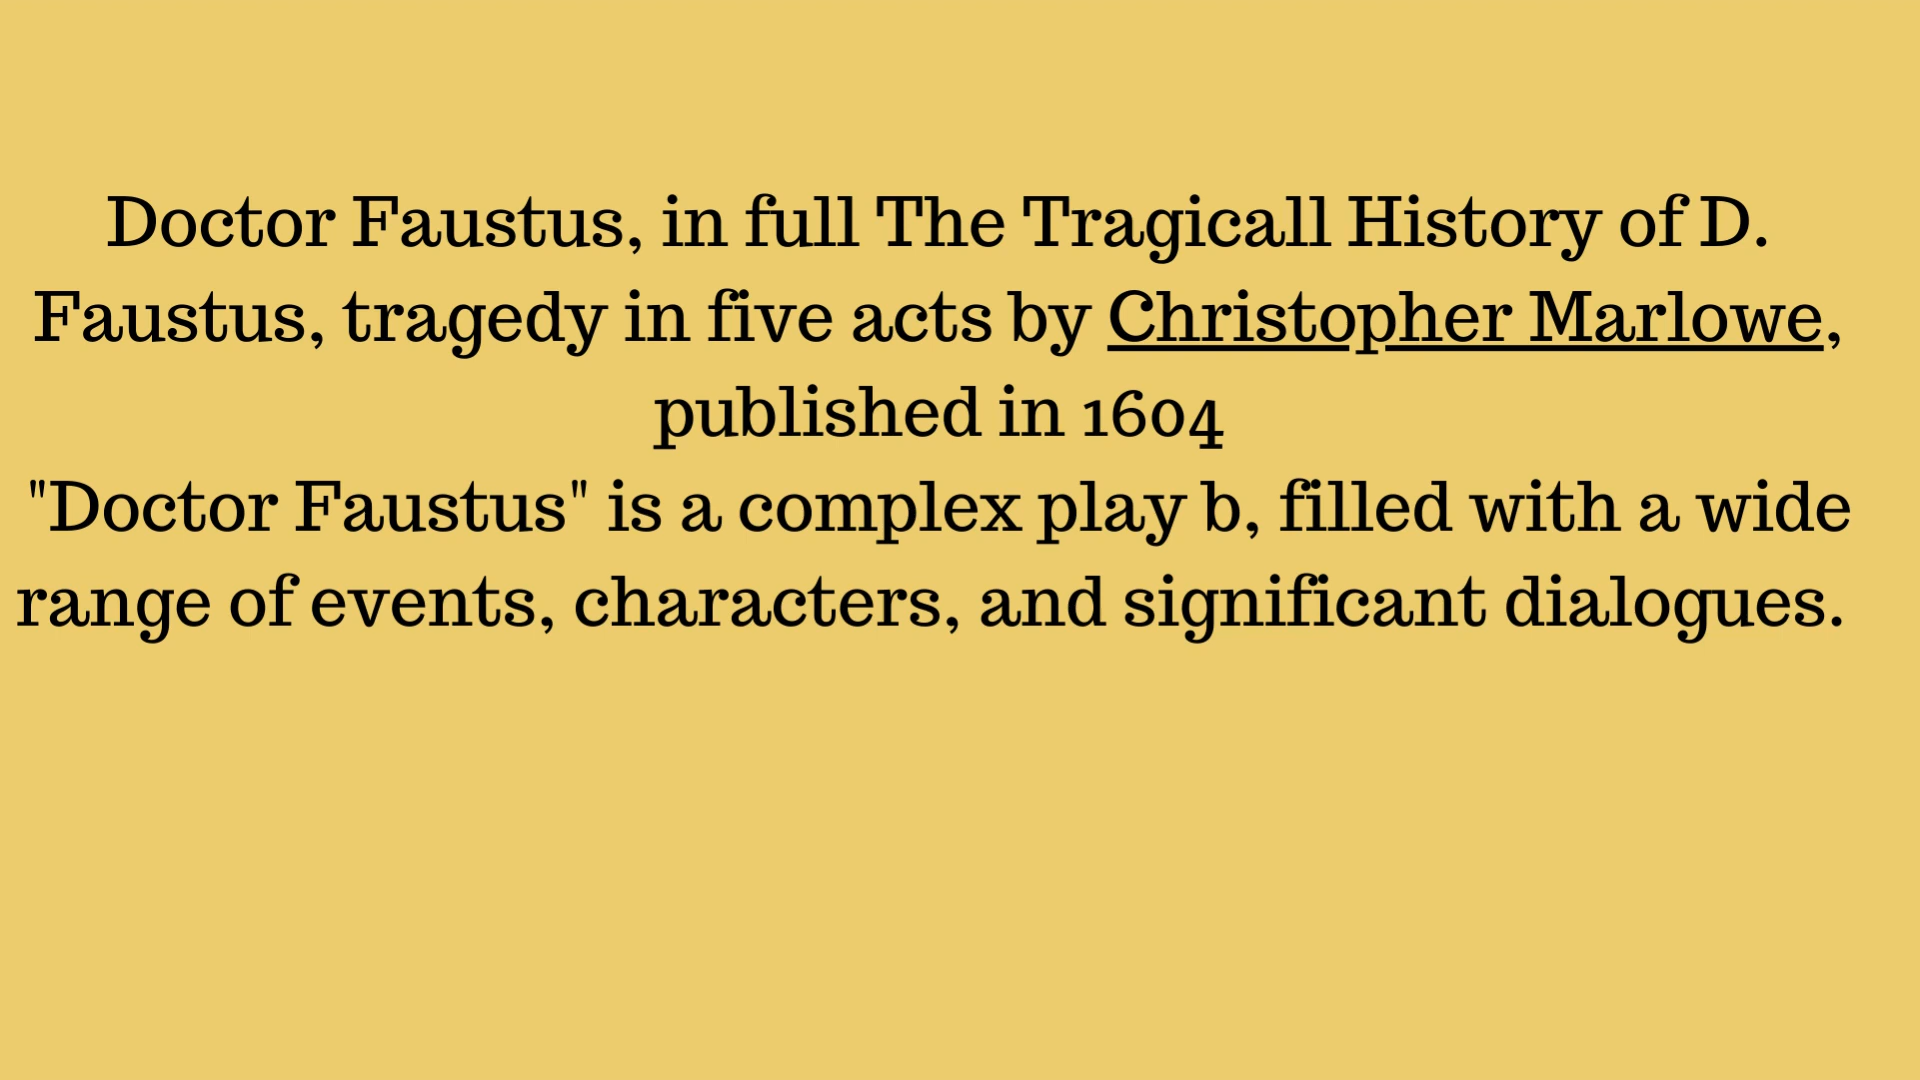 Doctor Faustus, in full The Tragicall History of D.
Faustus, tragedy in five acts by Christopher Marlowe,
published in 1604
"Doctor Faustus" is a complex play b, filled with a wide
range of events, characters, and significant dialogues.